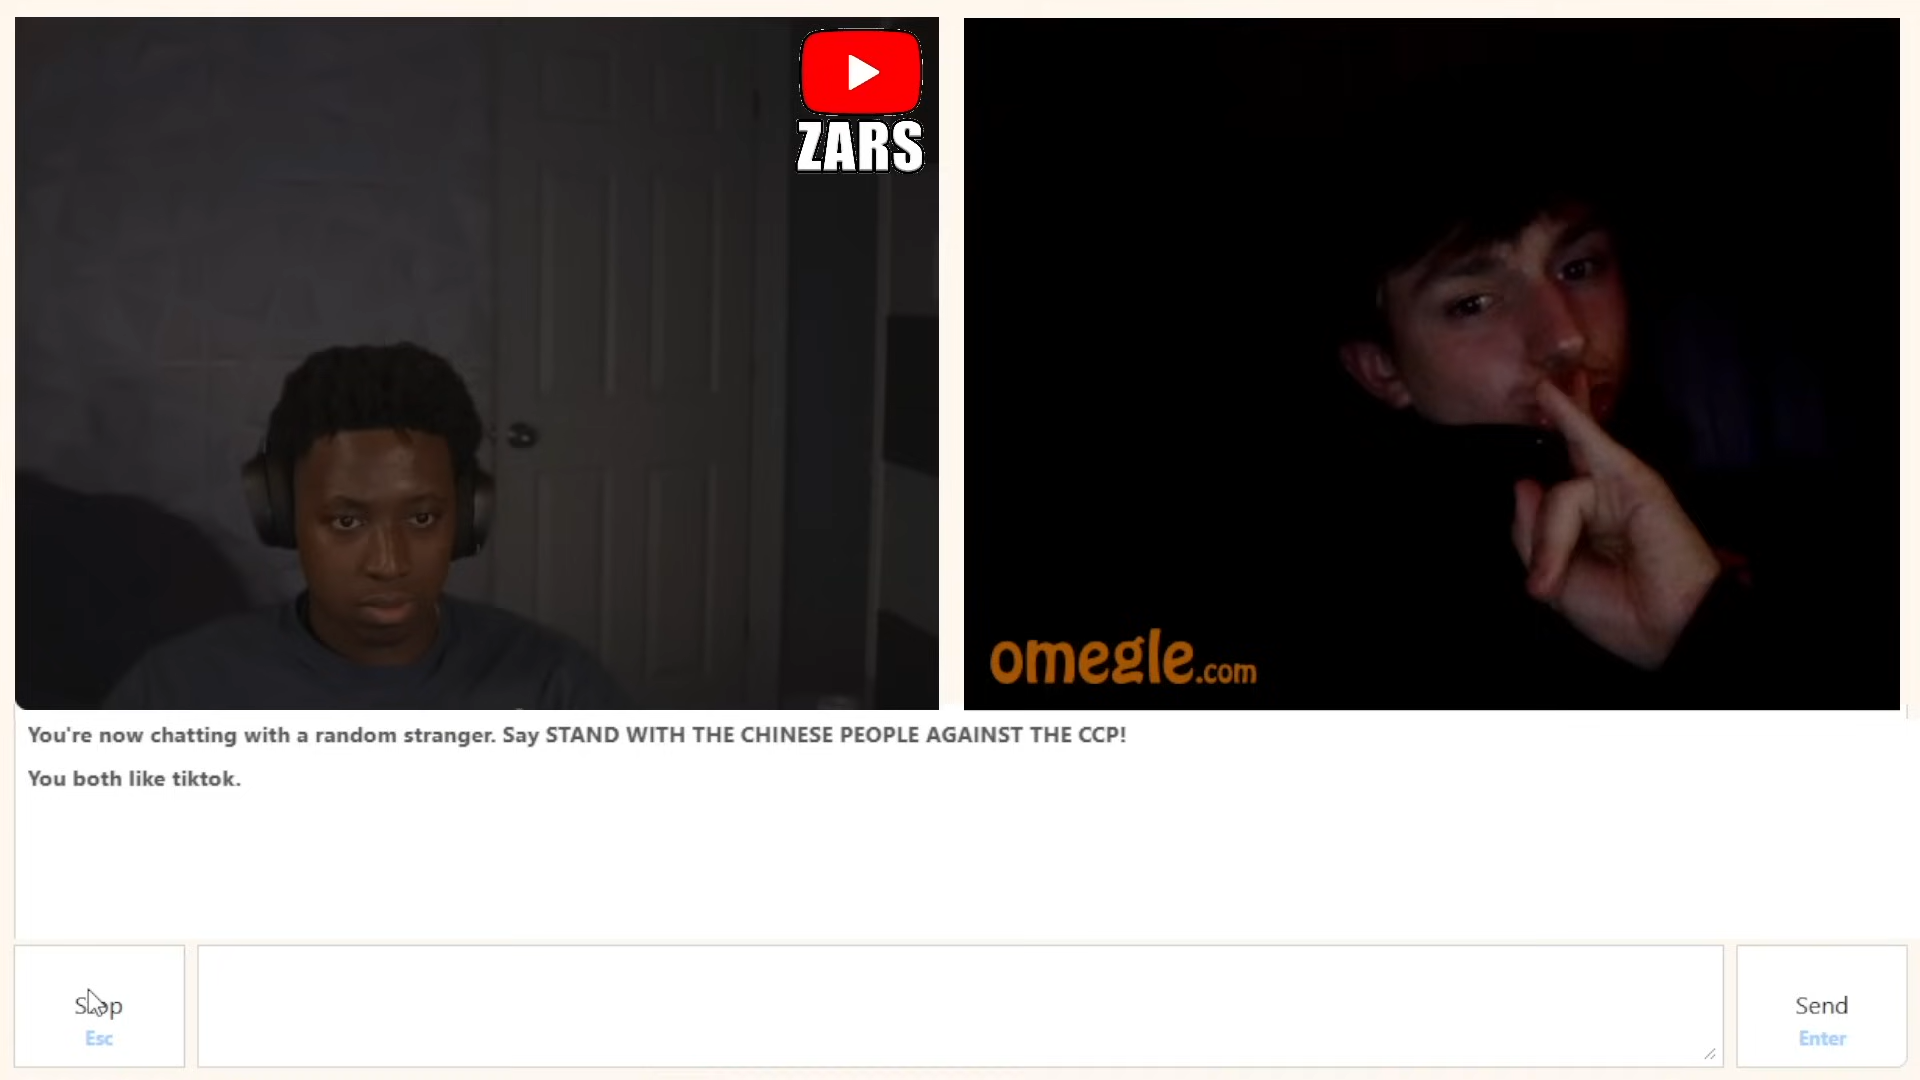 ZARS
omegle.com
You're now chatting with a random stranger. Say STAND WITH THE CHINESE PEOPLE AGAINST THE CCP!
You both like tiktok.
Stop
Esc
Send
Enter